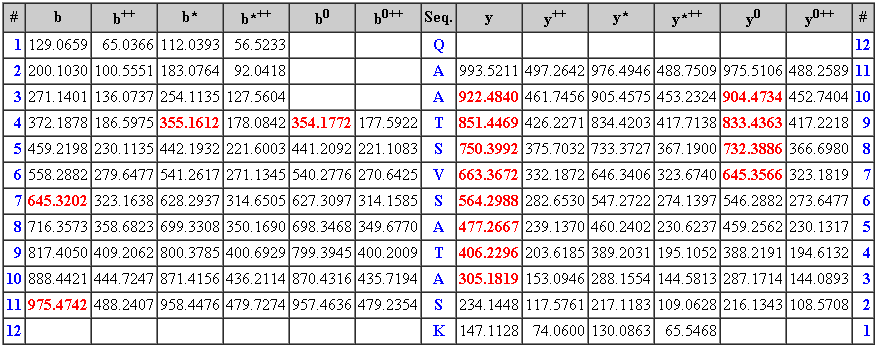 # b b++ b* b*++ b0 b0++ Seq. y y++ y* y*++ y0 y0++ #
1 129.0659 65.0366 112.0393 56.5233 Q 12
2 200.1030 100.5551 183.0764 92.0418 A 993.5211 497.2642 976.4946 488.7509 975.5106 488.2589 11
3 271.1401 136.0737 254.1135 127.5604 A 922.4840 461.7456 905.4575 453.2324 904.4734 452.7404 10
4 372.1878 186.5975 355.1612 178.0842 354.1772 177.5922 T 851.4469 426.2271 834.4203 417.7138 833.4363 417.2218 9
5 459.2198 230.1135 442.1932 221.6003 441.2092 221.1083 S 750.3992 375.7032 733.3727 367.1900 732.3886 366.6980 8
6 558.2882 279.6477 541.2617 271.1345 540.2776 270.6425 V 663.3672 332.1872 646.3406 323.6740 645.3566 323.1819 7
7 645.3202 323.1638 628.2937 314.6505 627.3097 314.1585 S 564.2988 282.6530 547.2722 274.1397 546.2882 273.6477 6
8 716.3573 358.6823 699.3308 350.1690 698.3468 349.6770 A 477.2667 239.1370 460.2402 230.6237 459.2562 230.1317 5
9 817.4050 409.2062 800.3785 400.6929 799.3945 400.2009 T 406.2296 203.6185 389.2031 195.1052 388.2191 194.6132 4
10 888.4421 444.7247 871.4156 436.2114 870.4316 435.7194 A 305.1819 153.0946 288.1554 144.5813 287.1714 144.0893 3
11 975.4742 488.2407 958.4476 479.7274 957.4636 479.2354 S 234.1448 117.5761 217.1183 109.0628 216.1343 108.5708 2
12 K 147.1128 74.0600 130.0863 65.5468 1